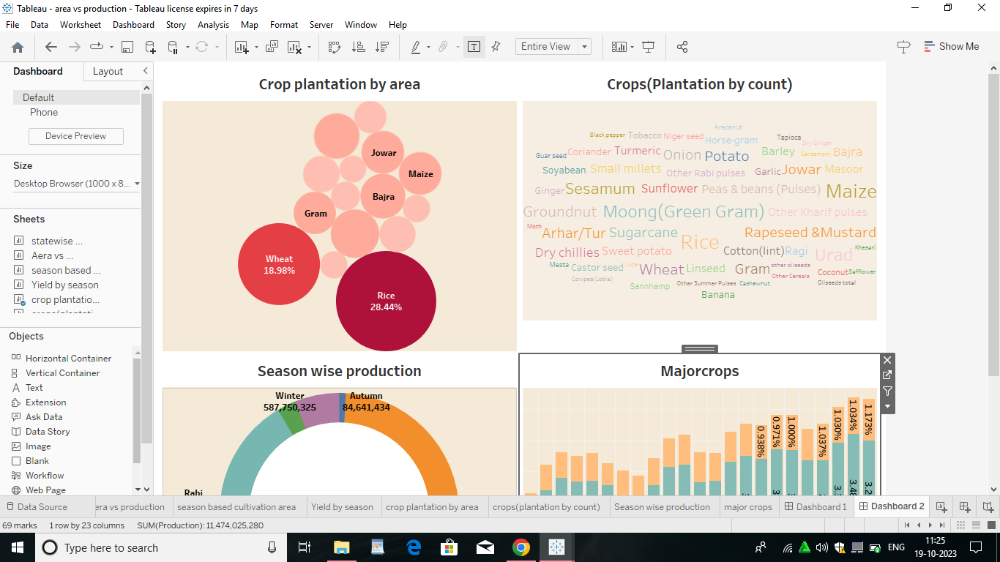 Tableau - area vs production - Tableau license expires in 7 days
File Data Worksheet Dashboard Story Analysis Map Format Server Window Help
Entire View
Show Me
Dashboard
Layout
Default
Phone
Device Preview
Size
Desktop Browser (1000 x 8...
Sheets
statewise ...
Aera vs ...
season based ...
Yield by season
crop plantatio...
Objects
Horizontal Container
Vertical Container
Text
Extension
Ask Data
Data Story
Image
Blank
Workflow
Web Page
Crop plantation by area
Jowar
Maize
Bajra
Gram
Wheat
18.98%
Rice
28.44%
Crops(Plantation by count)
Arecanut
Black pepper Tobacco Niger seed Horse-gram Tapioca
Dry Ginger
Guar seed Coriander Turmeric Onion Potato Barley Cardamom Bajra
Soyabean Small millets Other Rabi pulses Garlic Jowar Masoor
Ginger Sesamum Sunflower Peas & beans (Pulses) Maize
Groundnut Moong(Green Gram) Other Kharif pulses
Moth Arhar/Tur Sugarcane Rice Rapeseed &Mustard
Dry chillies Sweet potato Cotton(lint) Ragi Urad Khesari
Mesta Castor seed Jute Wheat Linseed Gram other oilseeds Coconut Safflower
Cowpea(Lobia) Other Cereals
Sannhamp Other Summer Pulses Cashewnut Oilseeds total
Banana
Season wise production
Winter
587,750,325
Autumn
84,641,434
Rabi
Majorcrops
0.938%
0.971%
1.000%
1.037%
1.030%
1.034%
1.173%
Data Source
era vs production
season based cultivation area
Yield by season
crop plantation by area
crops(plantation by count)
Season wise production
major crops
Dashboard 1
Dashboard 2
69 marks 1 row by 23 columns SUM(Production): 11,474,025,280
Type here to search
ENG
11:25
19-10-2023